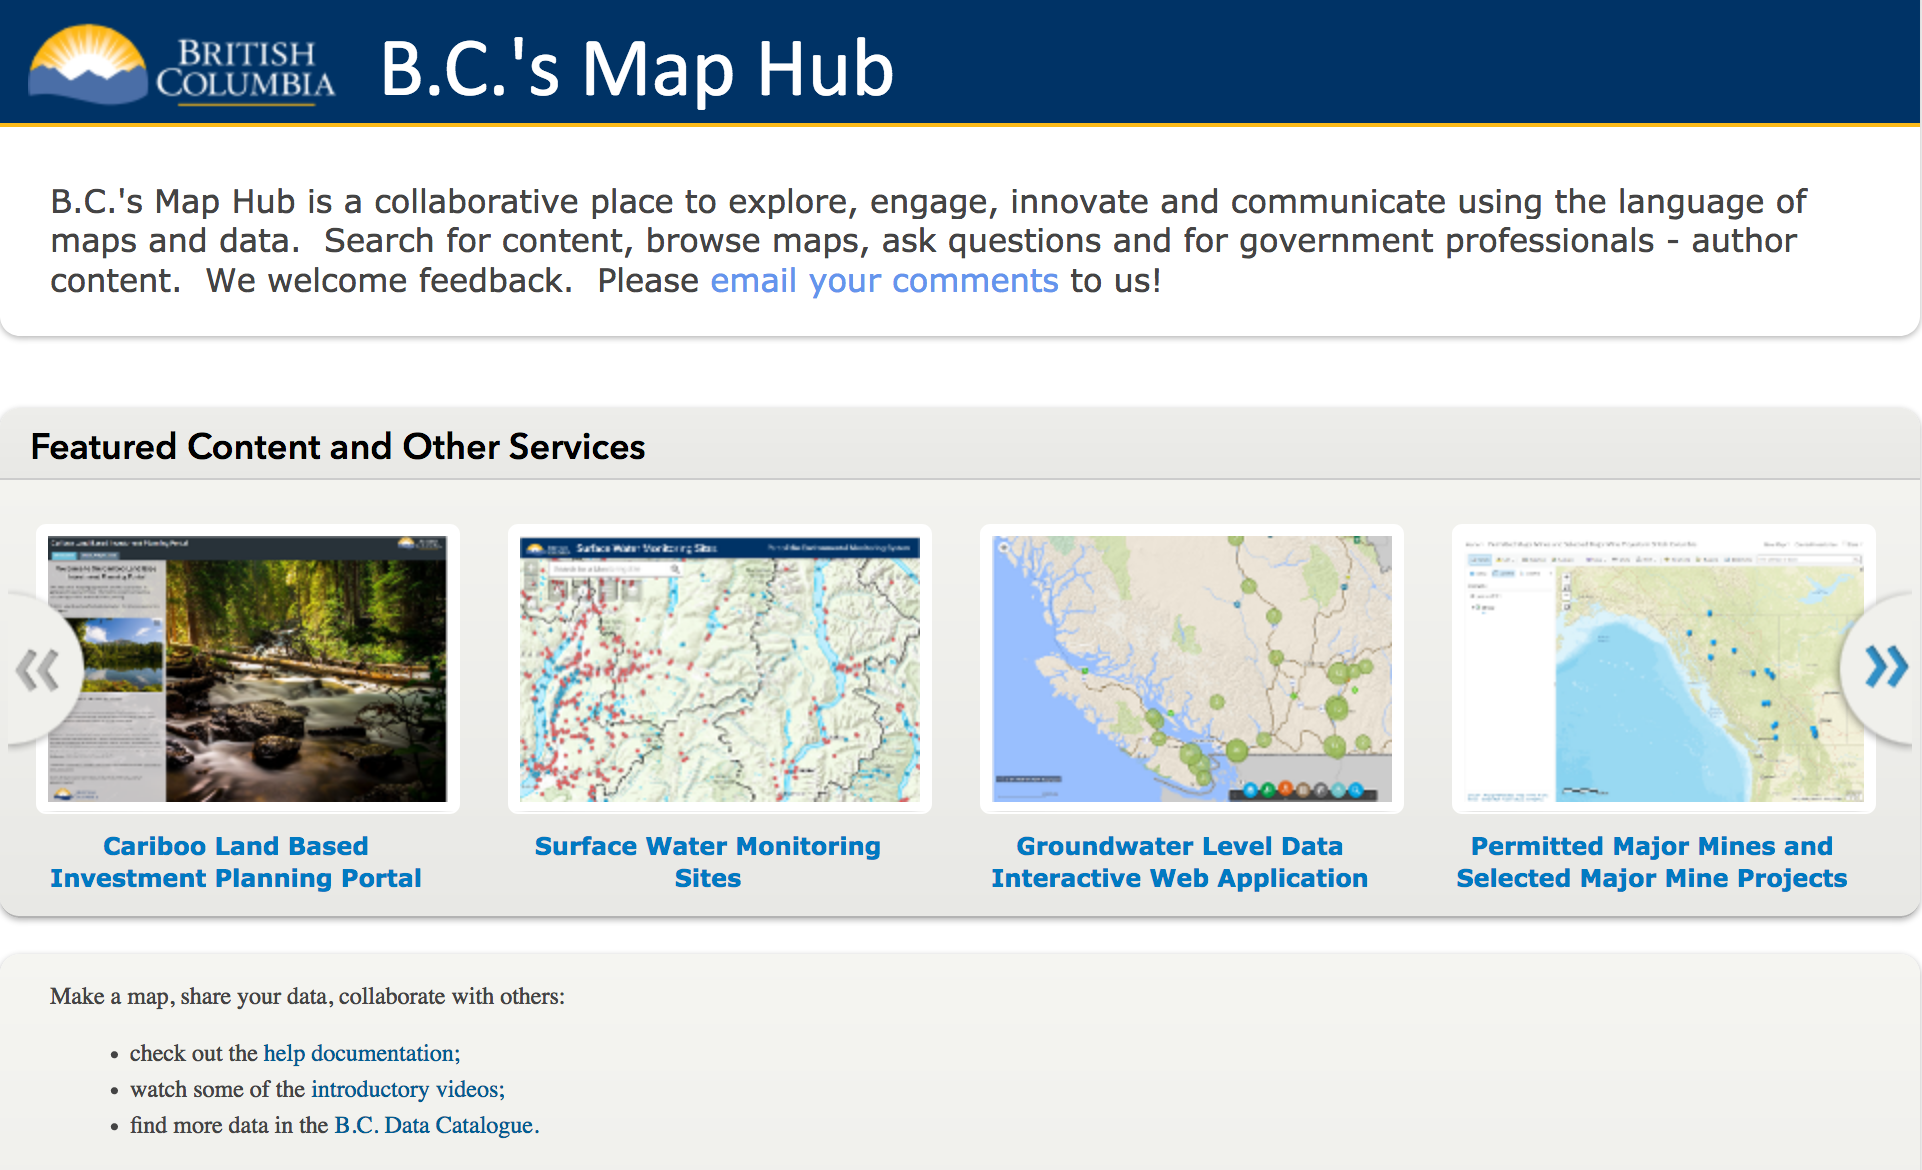 BRITISH
COLUMBIA
B.C.'s Map Hub
B.C.'s Map Hub is a collaborative place to explore, engage, innovate and communicate using the language of
maps and data.  Search for content, browse maps, ask questions and for government professionals - author
content.  We welcome feedback.  Please email your comments to us!
Featured Content and Other Services
Surface Water Monitoring Sites
Cariboo Land Based
Investment Planning Portal
Surface Water Monitoring
Sites
Groundwater Level Data
Interactive Web Application
Permitted Major Mines and
Selected Major Mine Projects
Make a map, share your data, collaborate with others:
• check out the help documentation;
• watch some of the introductory videos;
• find more data in the B.C. Data Catalogue.